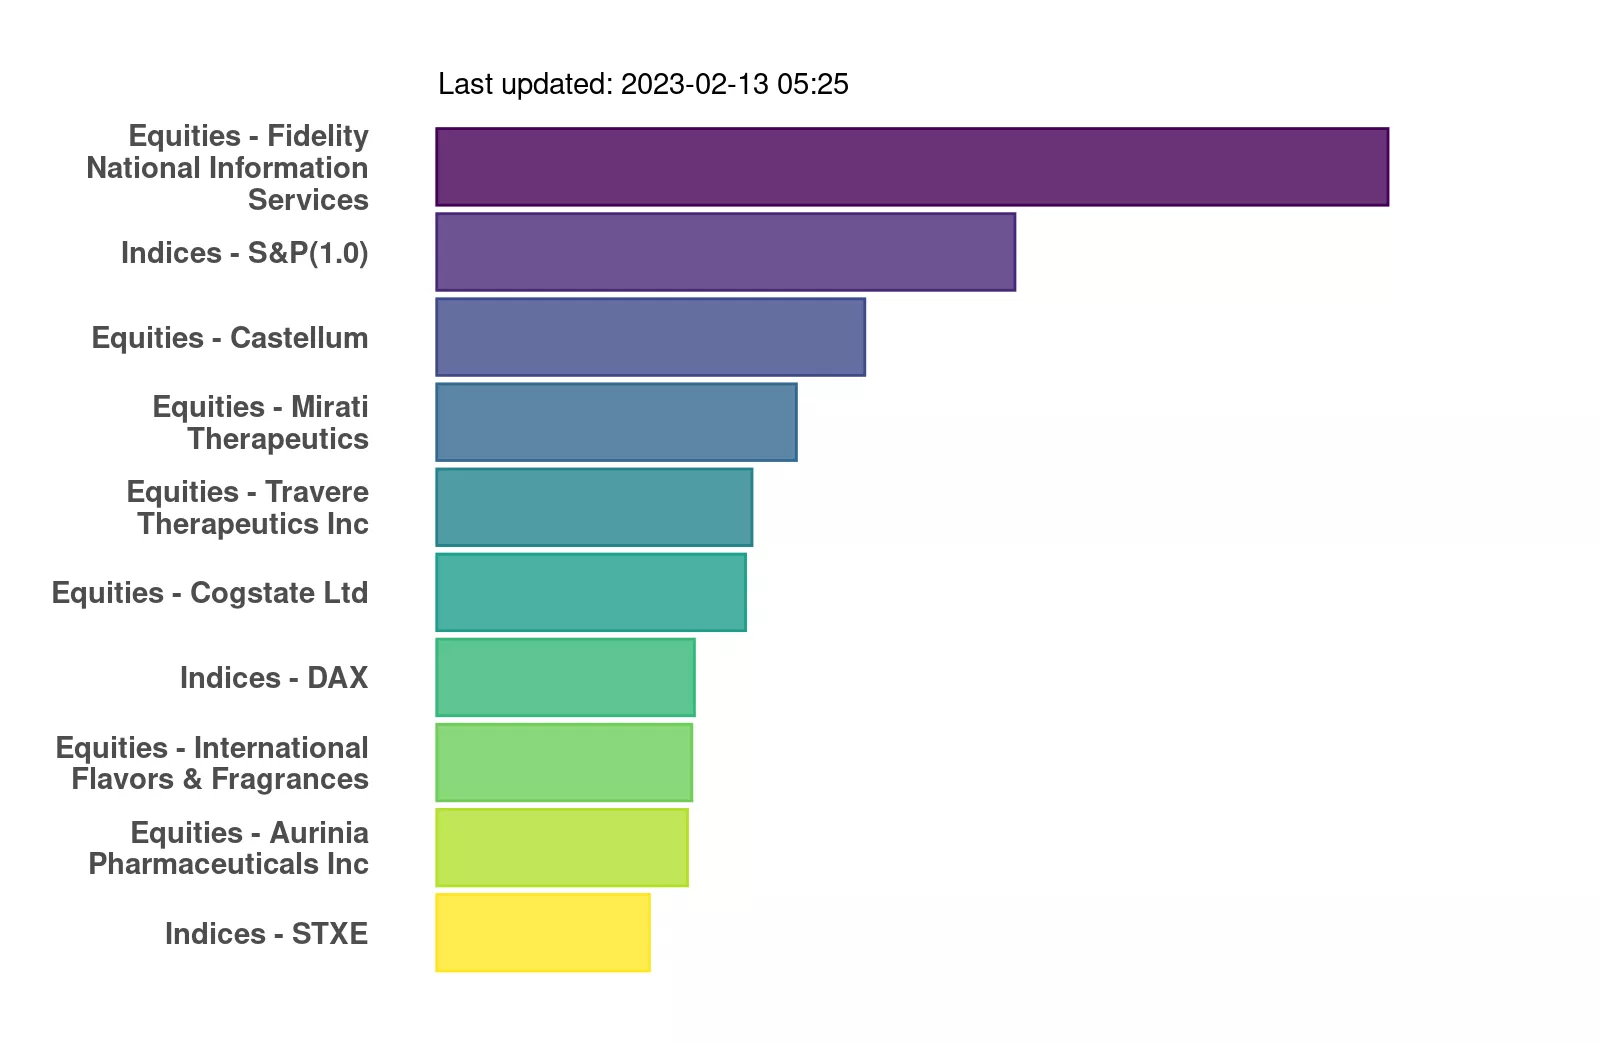 Last updated: 2023-02-13 05:25
Equities - Fidelity
National Information
Services
Indices - S&P(1.0)
Equities - Castellum
Equities - Mirati
Therapeutics
Equities - Travere
Therapeutics Inc
Equities - Cogstate Ltd
Indices - DAX
Equities - International
Flavors & Fragrances
Equities - Aurinia
Pharmaceuticals Inc
Indices - STXE